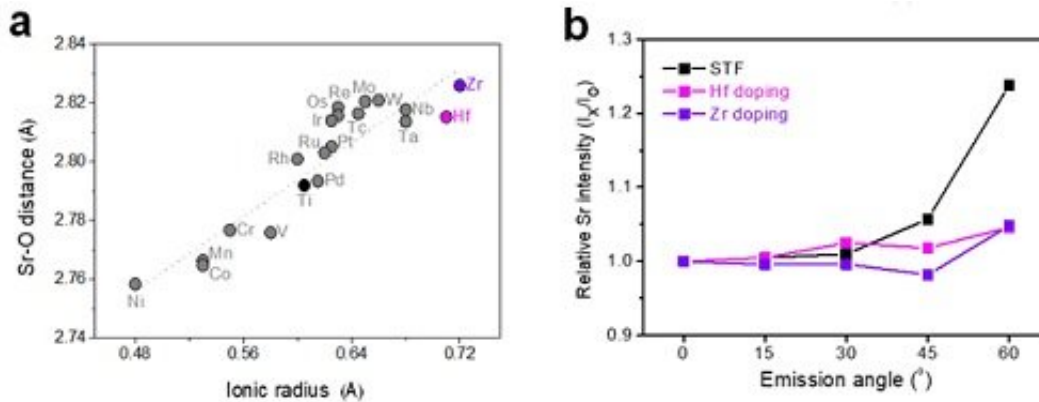 a
2.84
2.82
2.80
2.78
2.76
2.74
Sr-O distance (Å)
Zr
Hf
Mo
W
Nb
Re
Os
Ir
Tc
Ta
Ru
Pt
Rh
Pd
Ti
Cr
V
Mn
Co
Ni
0.48
0.56
0.64
0.72
Ionic radius (Å)
b
1.3
1.2
1.1
1.0
0.9
Relative Sr intensity (IX/IO)
STF
Hf doping
Zr doping
0
15
30
45
60
Emission angle (°)